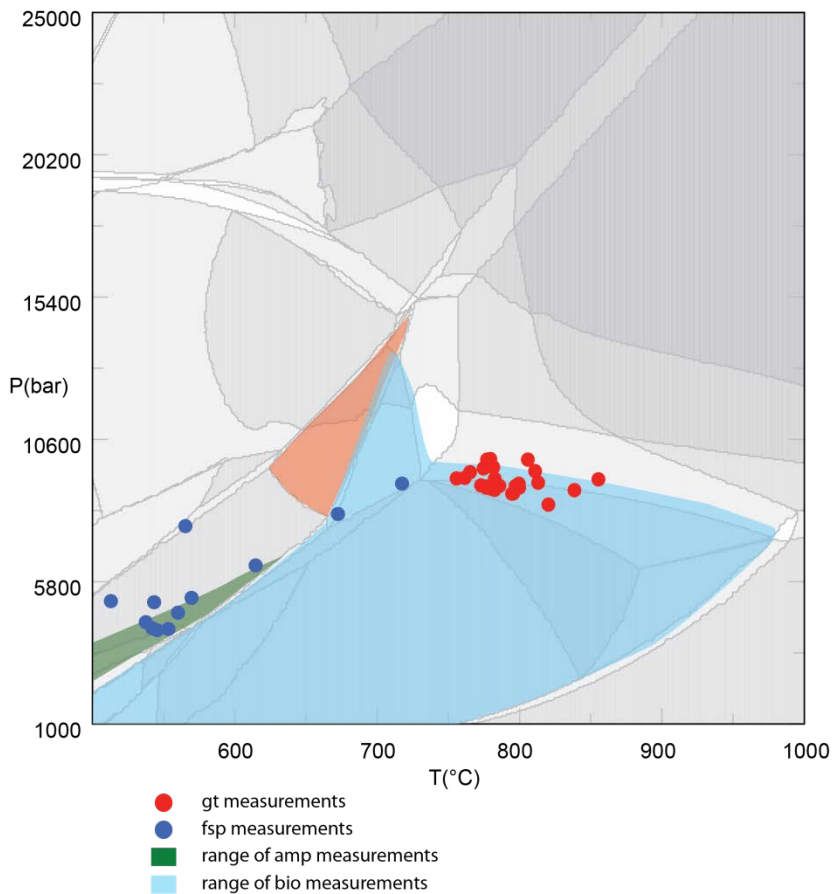 25000
20200
15400
P(bar)
10600
5800
1000
600 700 800 900 1000
T(°C)
gt measurements
fsp measurements
range of amp measurements
range of bio measurements